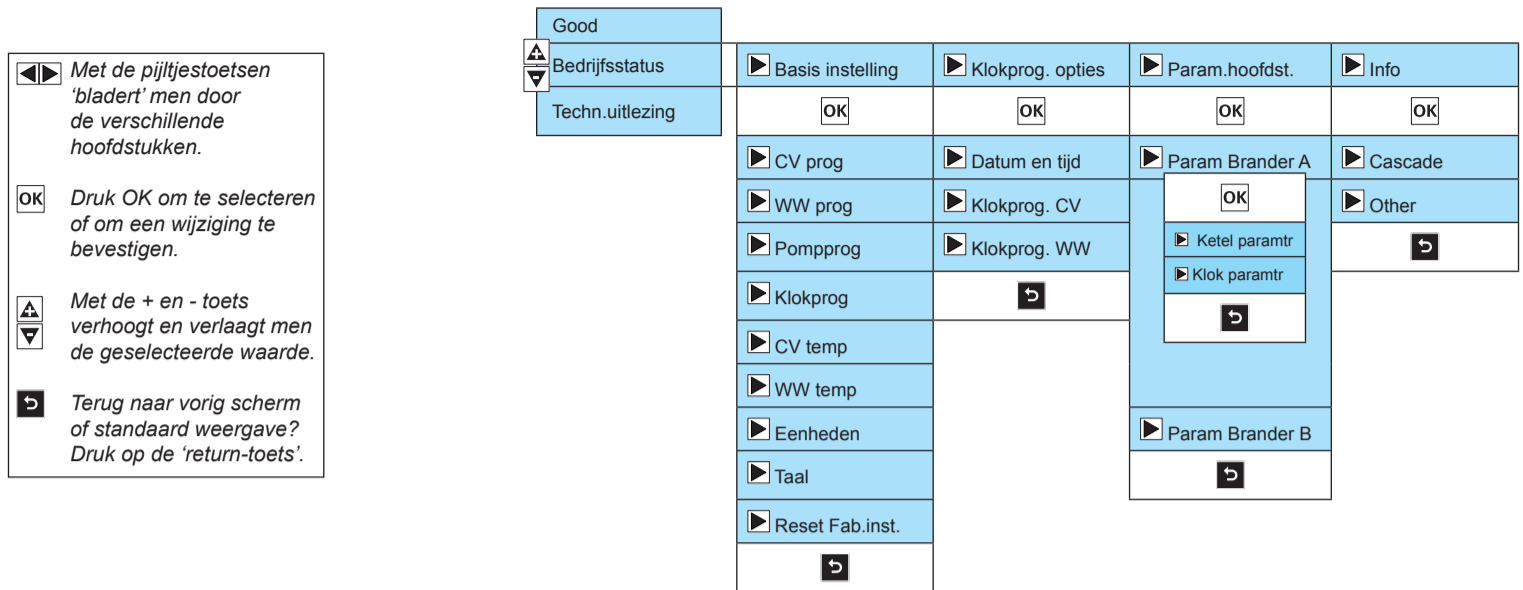 Met de pijltjestoetsen
‘bladert’ men door
de verschillende
hoofdstukken.
OK
Druk OK om te selecteren
of om een wijziging te
bevestigen.
+
-
Met de + en - toets
verhoogt en verlaagt men
de geselecteerde waarde.
Terug naar vorig scherm
of standaard weergave?
Druk op de ‘return-toets’.
Good
+
-
Bedrijfsstatus
Techn.uitlezing
Basis instelling
OK
CV prog
WW prog
Pompprog
Klokprog
CV temp
WW temp
Eenheden
Taal
Reset Fab.inst.
Klokprog. opties
OK
Datum en tijd
Klokprog. CV
Klokprog. WW
Param.hoofdst.
OK
Param Brander A
OK
Ketel paramtr
Klok paramtr
Param Brander B
Info
OK
Cascade
Other